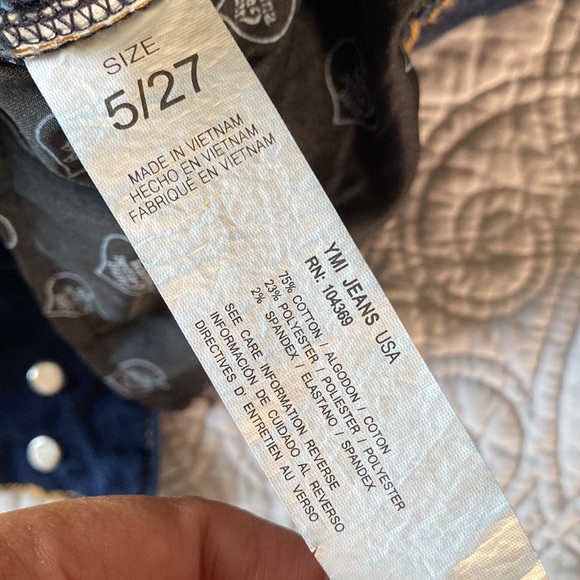 SIZE
5/27
MADE IN VIETNAM
HECHO EN VIETNAM
FABRIQUÉ EN VIETNAM
YMI JEANS USA
RN: 104369
75% COTTON / ALGODON / COTON
23% POLYESTER / POLIESTER / POLYESTER
2% SPANDEX / ELASTANO / SPANDEX
SEE CARE INFORMATION REVERSE
INFORMACIÓN DE CUIDADO AL REVERSO
DIRECTIVES D' ENTRETIEN AU VERSO